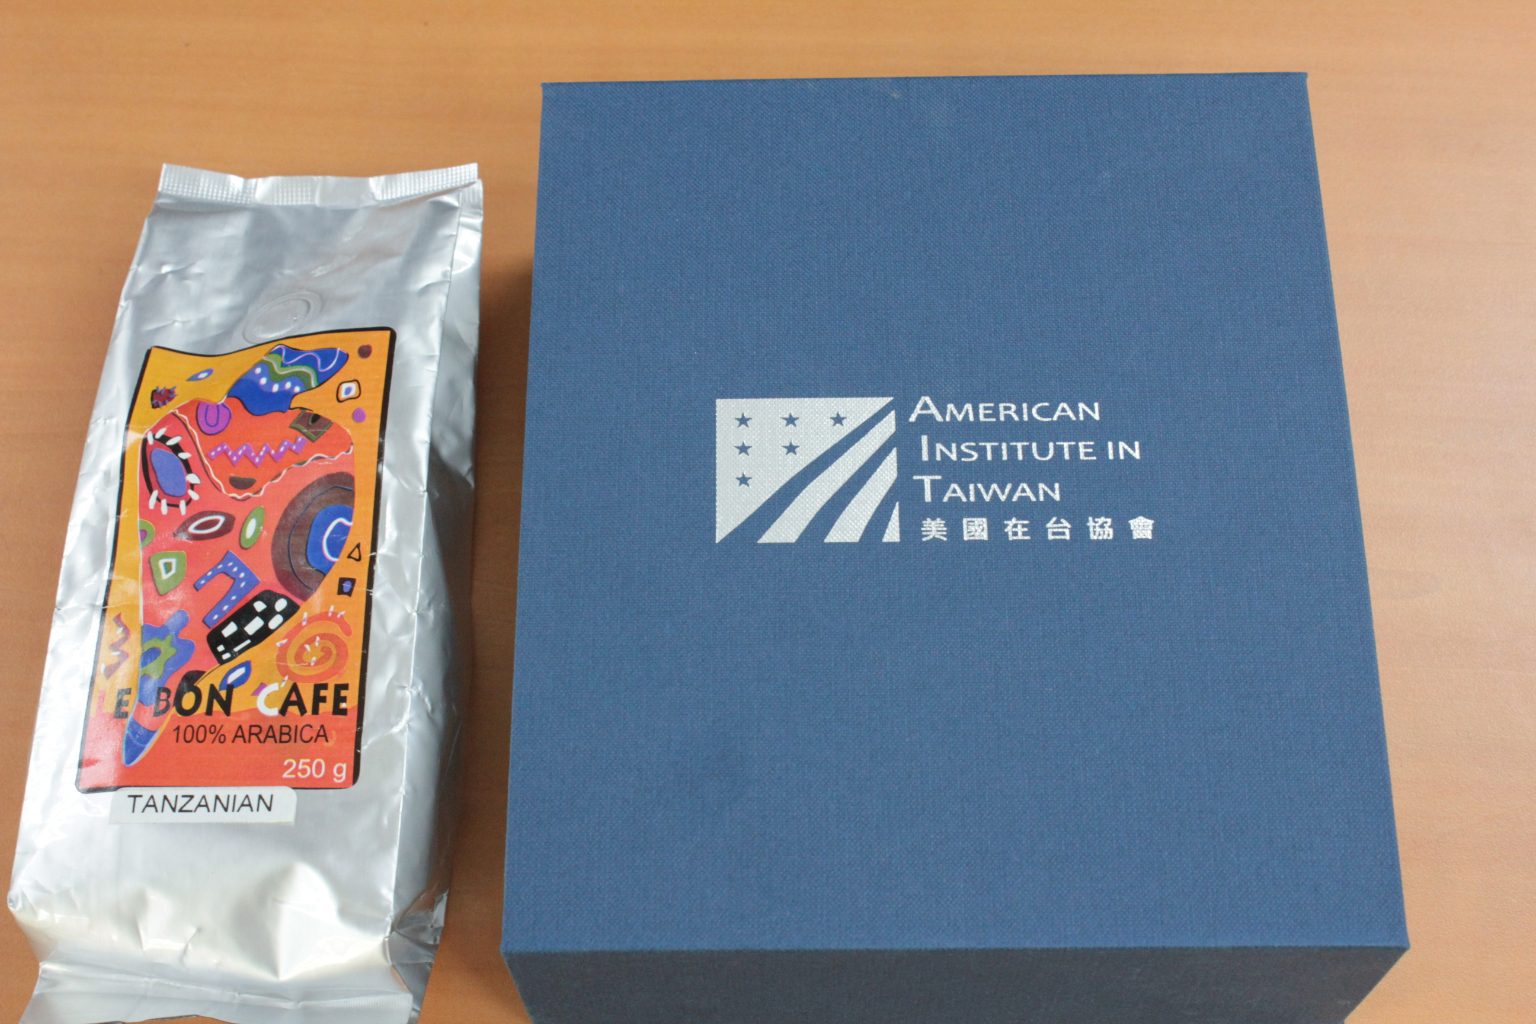 E BON CAFE
100% ARABICA
250 g
TANZANIAN
AMERICAN
INSTITUTE IN
TAIWAN
美國在台協會